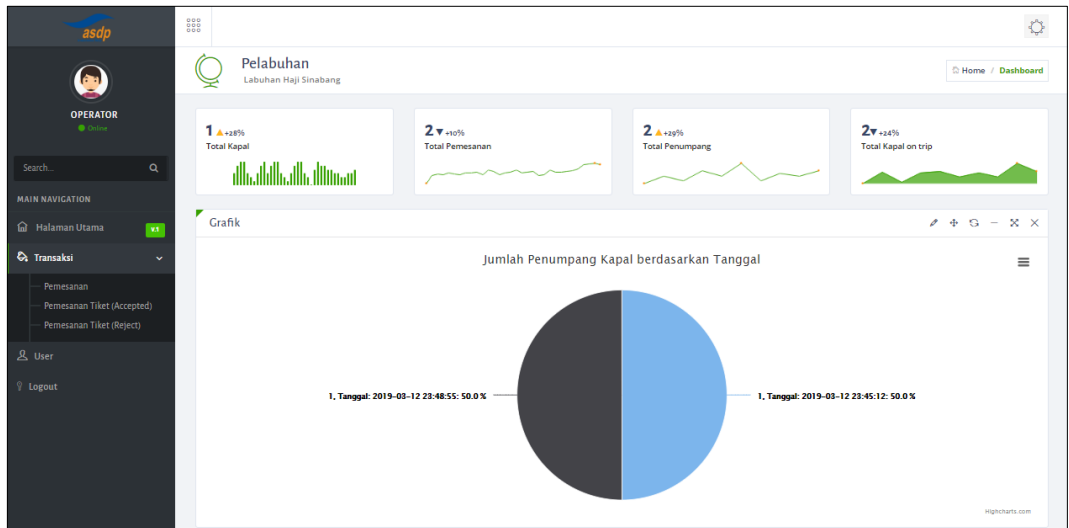 asdp
OPERATOR
Online
Search...
MAIN NAVIGATION
Halaman Utama
V.1
Transaksi
Pemesanan
Pemesanan Tiket (Accepted)
Pemesanan Tiket (Reject)
User
Logout
Pelabuhan
Labuhan Haji Sinabang
Home / Dashboard
1 +28%
Total Kapal
2 +10%
Total Pemesanan
2 +29%
Total Penumpang
2 +24%
Total Kapal on trip
Grafik
Jumlah Penumpang Kapal berdasarkan Tanggal
1, Tanggal: 2019-03-12 23:48:55: 50.0 %
1, Tanggal: 2019-03-12 23:45:12: 50.0 %
Highcharts.com